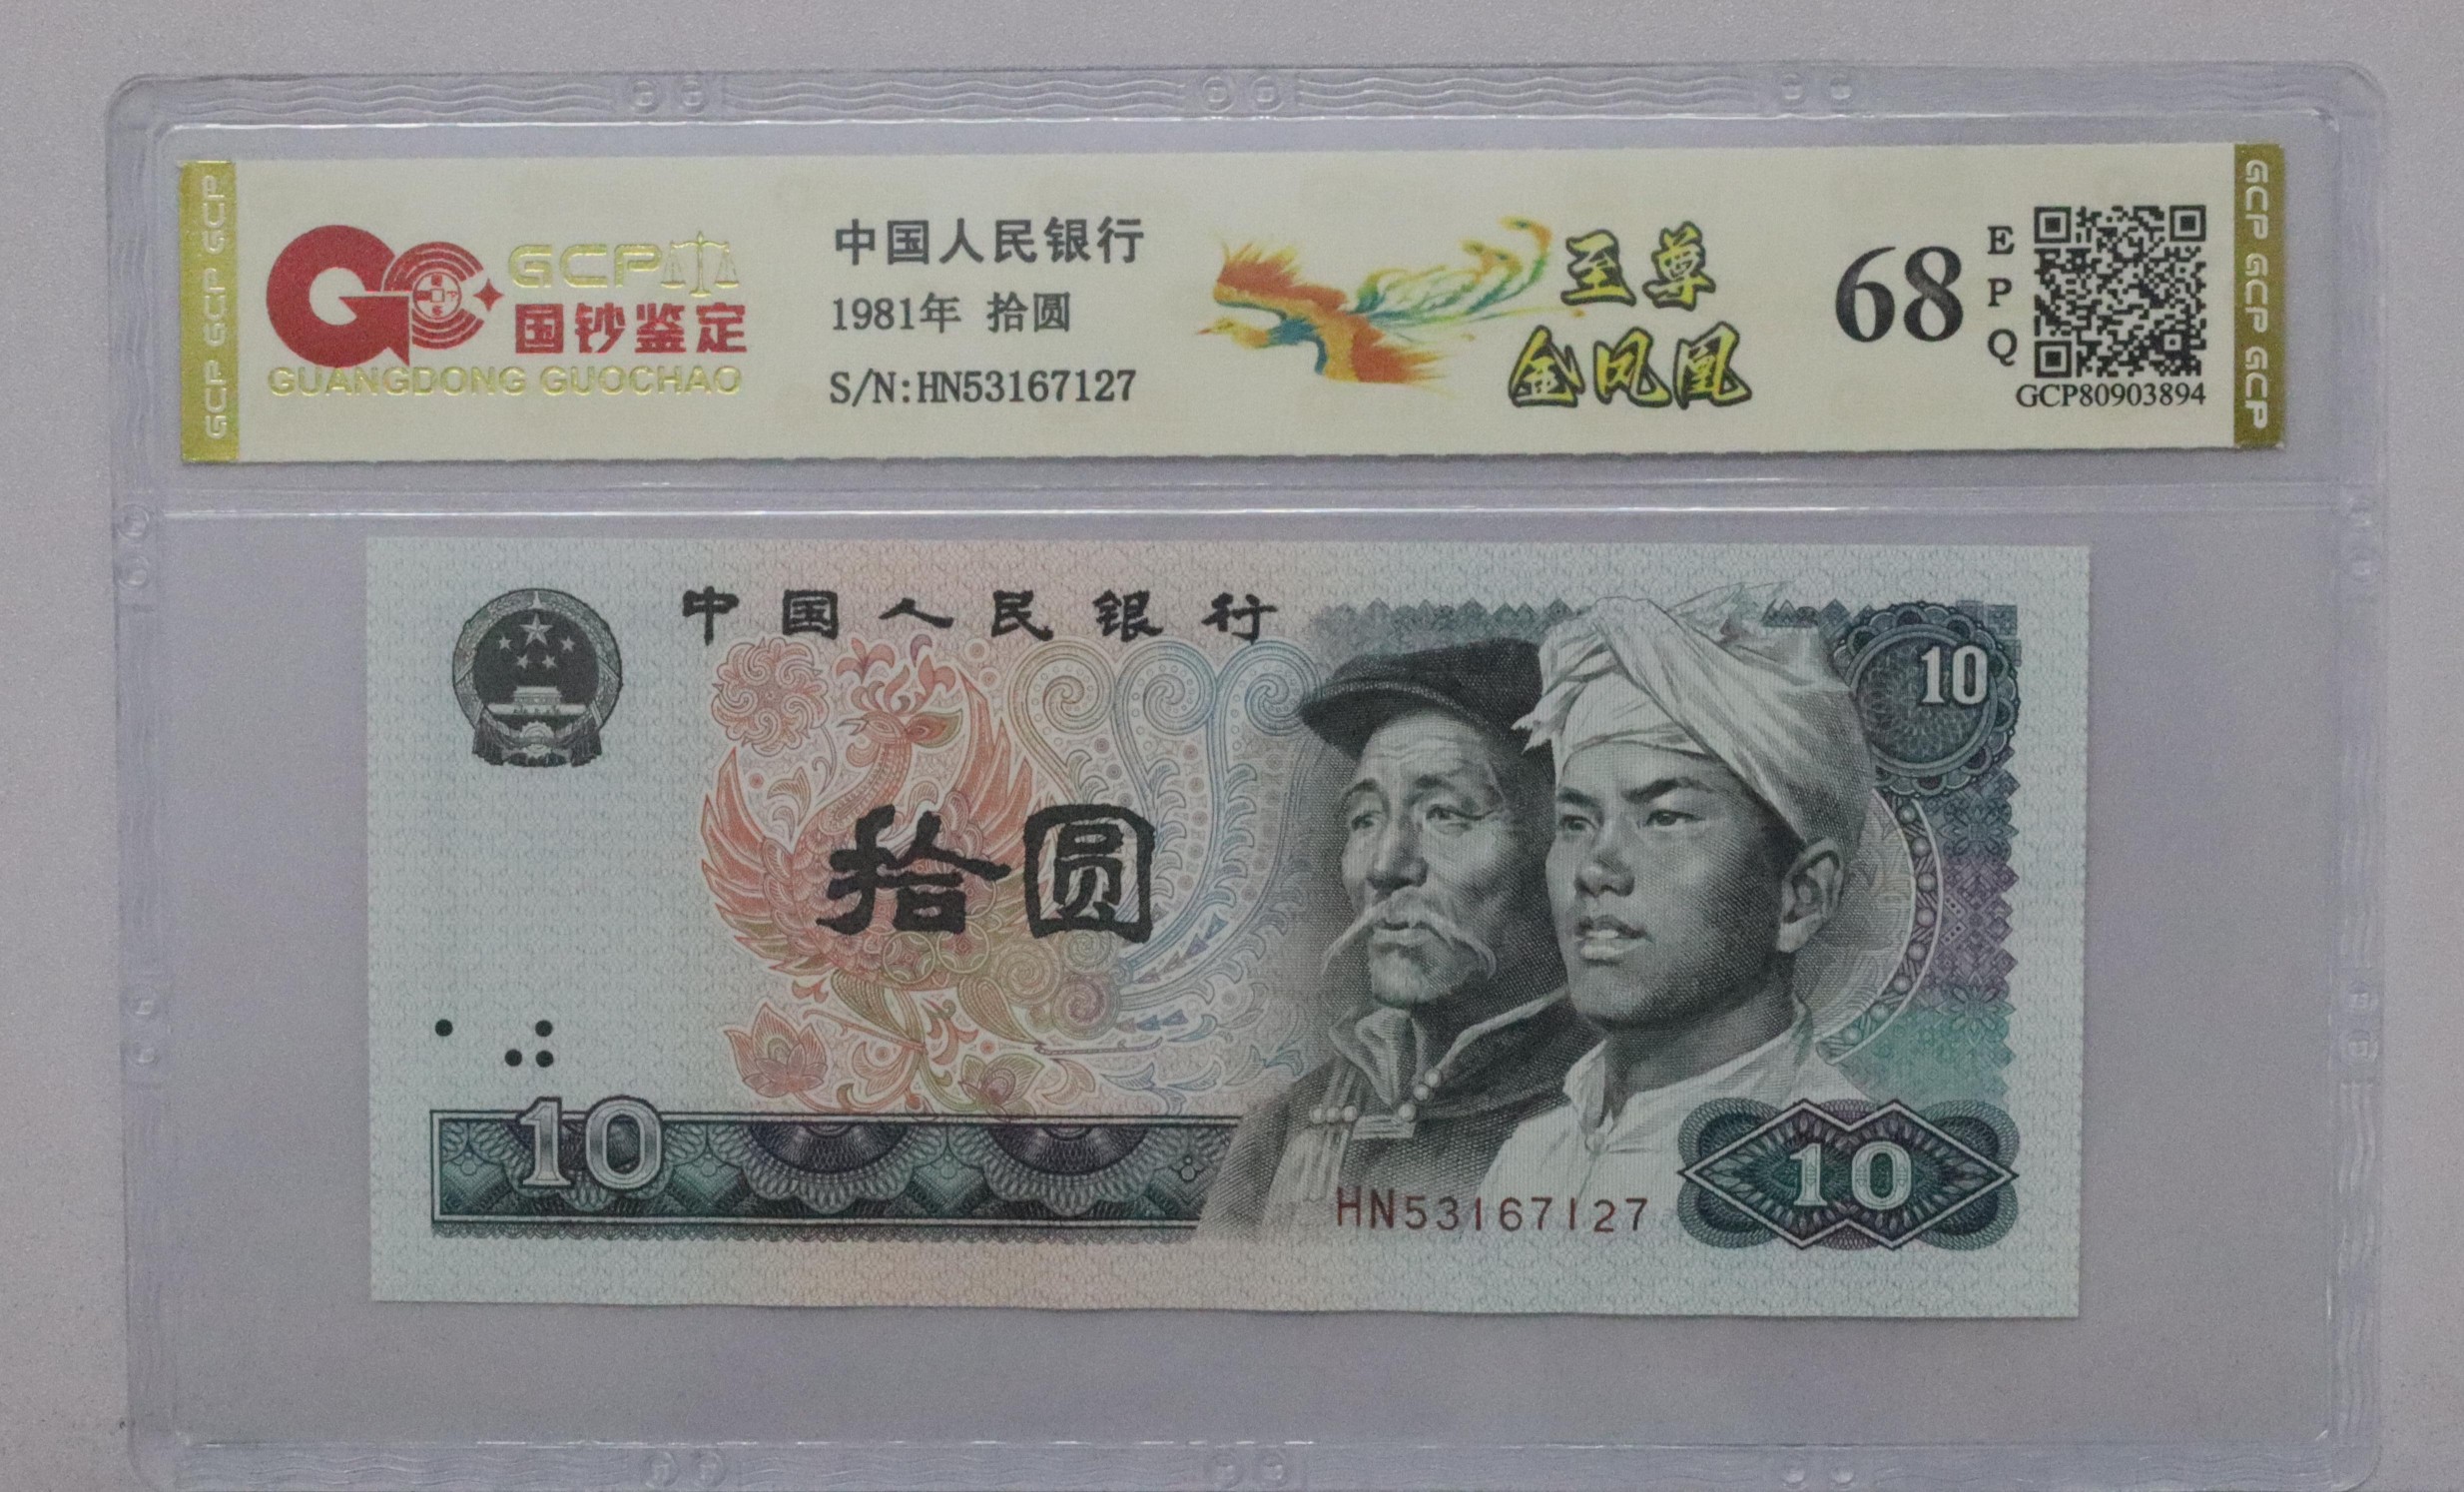 GCP GCP GCP
GCP
国钞鉴定
GUANGDONG GUOCHAO
中国人民银行
1981年 拾圆
S/N:HN53167127
至尊
金凤凰
68
EPQ
GCP80903894
GCP GCP GCP
中国人民银行
10
拾圆
10
HN53167127
10